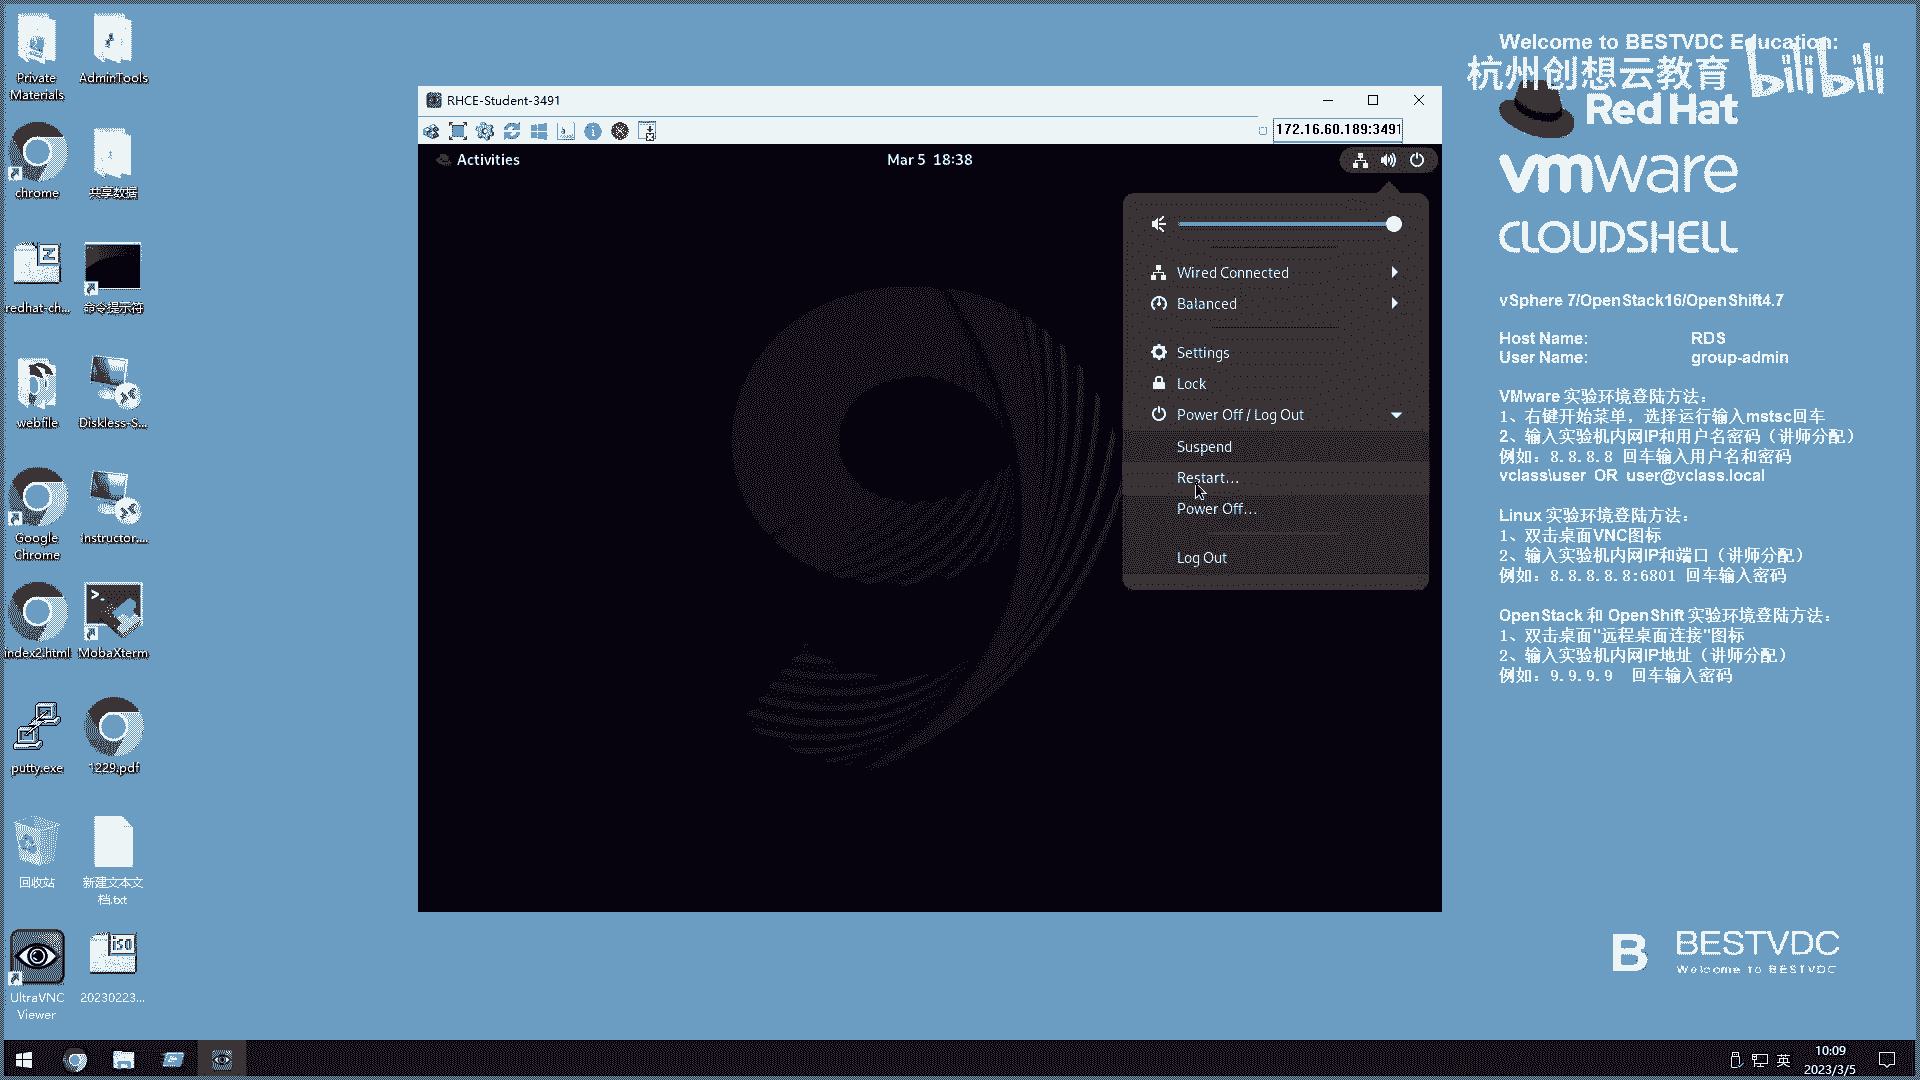 Private
Materials
AdminTools
chrome
共享数据
redhat-ch...
命令提示符
webfile
Diskless-S...
Google
Chrome
Instructor....
index2.html
MobaXterm
putty.exe
1229.pdf
回收站
新建文本文
档.txt
UltraVNC
Viewer
20230223...
RHCE-Student-3491
172.16.60.189:3491
Activities
Mar 5 18:38
Wired Connected
Balanced
Settings
Lock
Power Off / Log Out
Suspend
Restart...
Power Off...
Log Out
Welcome to BESTVDC Education:
杭州创想云教育
bilibili
Red Hat
vmware
CLOUDSHELL
vSphere 7/OpenStack16/OpenShift4.7
Host Name: RDS
User Name: group-admin
VMware 实验环境登陆方法：
1、右键开始菜单，选择运行输入mstsc回车
2、输入实验机内网IP和用户名密码（讲师分配）
例如：8.8.8.8 回车输入用户名和密码
vclass\user OR user@vclass.local
Linux 实验环境登陆方法：
1、双击桌面VNC图标
2、输入实验机内网IP和端口（讲师分配）
例如：8.8.8.8.8:6801 回车输入密码
OpenStack 和 OpenShift 实验环境登陆方法：
1、双击桌面"远程桌面连接"图标
2、输入实验机内网IP地址（讲师分配）
例如：9.9.9.9 回车输入密码
B BESTVDC
Welcome to BESTVDC
英
10:09
2023/3/5